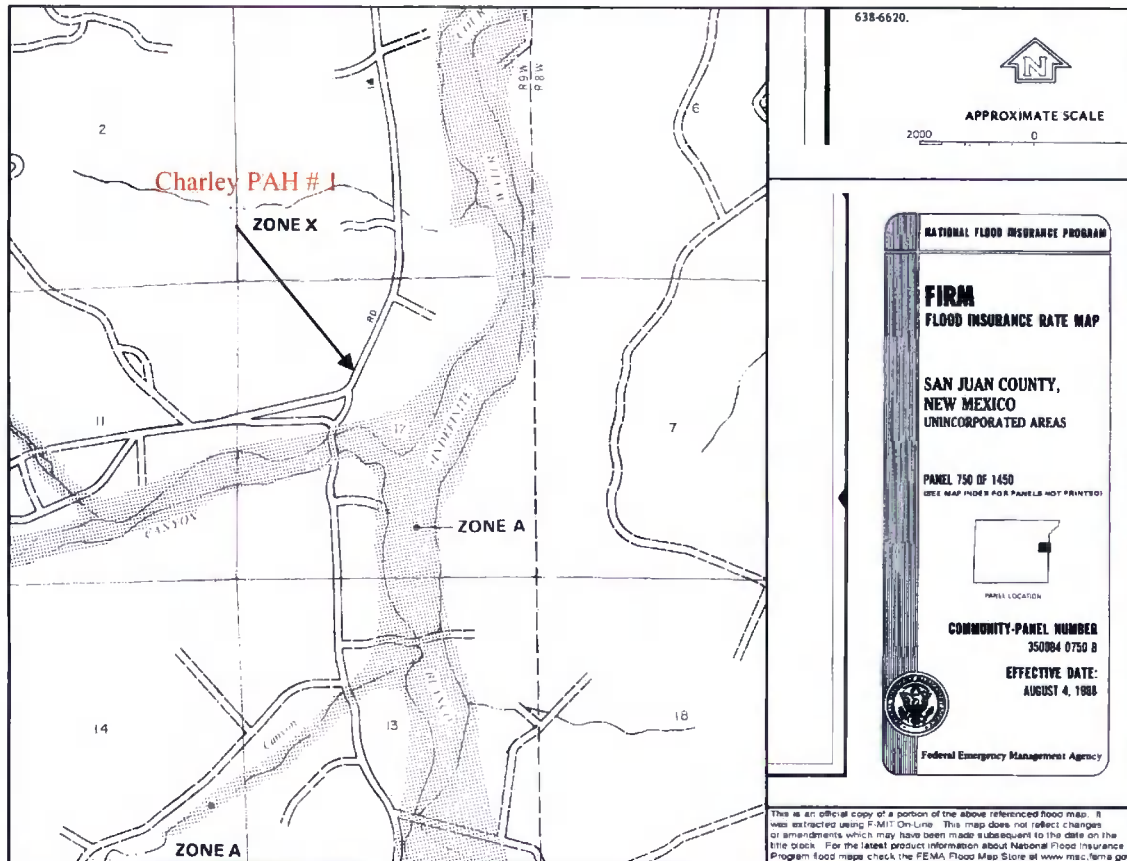 638-6620.
N
APPROXIMATE SCALE
2000 0
NATIONAL FLOOD INSURANCE PROGRAM
FIRM
FLOOD INSURANCE RATE MAP
SAN JUAN COUNTY,
NEW MEXICO
UNINCORPORATED AREAS
PANEL 750 OF 1450
(SEE MAP INDEX FOR PANELS NOT PRINTED)
PANEL LOCATION
COMMUNITY-PANEL NUMBER
350064 0750 B
EFFECTIVE DATE:
AUGUST 4, 1988
Federal Emergency Management Agency
This is an official copy of a portion of the above referenced flood map. It
was extracted using F-MIT On-Line. This map does not reflect changes
or amendments which may have been made subsequent to the date on the
title block. For the latest product information about National Flood Insurance
Program flood maps check the FEMA Flood Map Store at www.msc.fema.go
R9W
R8W
2
6
Charley PAH # 1
ZONE X
RD
11
12
7
CANYON
ZONE A
14
Canyon
13
BLANCO
18
ZONE A